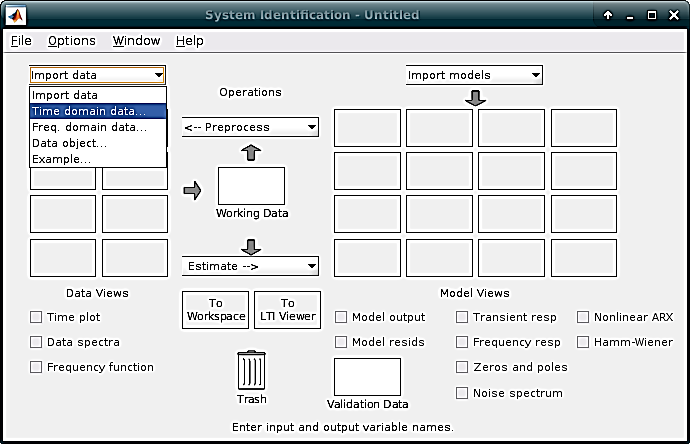 System Identification - Untitled
File Options Window Help
Import data
Import data
Time domain data...
Freq. domain data...
Data object...
Example...
Operations
<-- Preprocess
Working Data
Estimate -->
Import models
Data Views
Time plot
Data spectra
Frequency function
To
Workspace
To
LTI Viewer
Trash
Model Views
Model output
Model resids
Transient resp
Frequency resp
Zeros and poles
Noise spectrum
Nonlinear ARX
Hamm-Wiener
Validation Data
Enter input and output variable names.